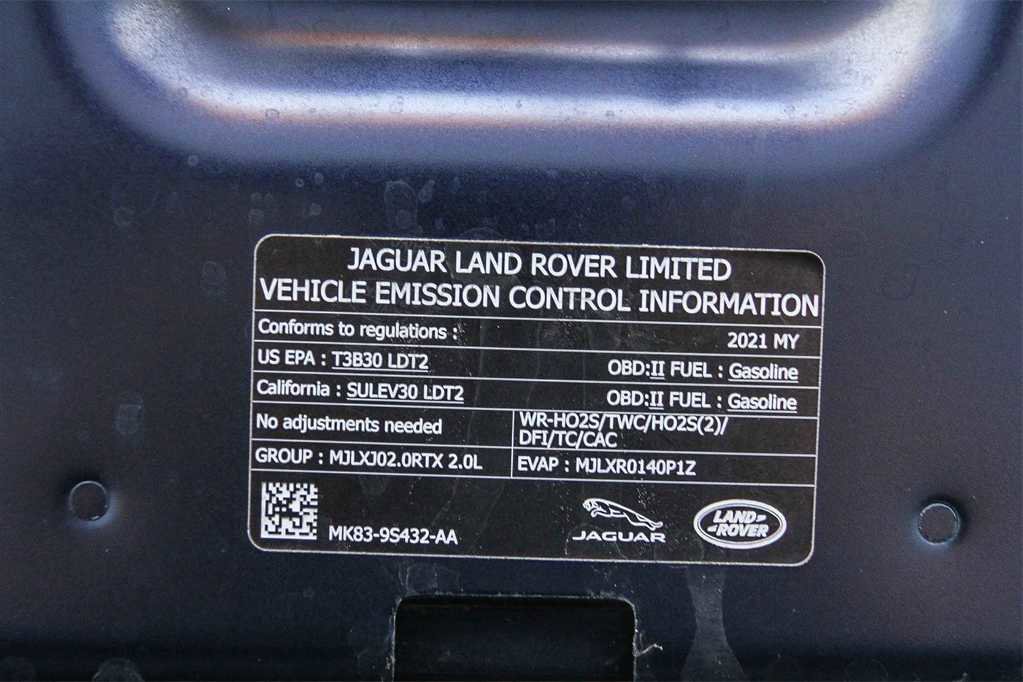 JAGUAR LAND ROVER LIMITED
VEHICLE EMISSION CONTROL INFORMATION
Conforms to regulations : 2021 MY
US EPA : T3B30 LDT2 OBD:II FUEL : Gasoline
California : SULEV30 LDT2 OBD:II FUEL : Gasoline
No adjustments needed
WR-HO2S/TWC/HO2S(2)/
DFI/TC/CAC
GROUP : MJLXJ02.0RTX 2.0L EVAP : MJLXR0140P1Z
MK83-9S432-AA
JAGUAR
LAND
ROVER